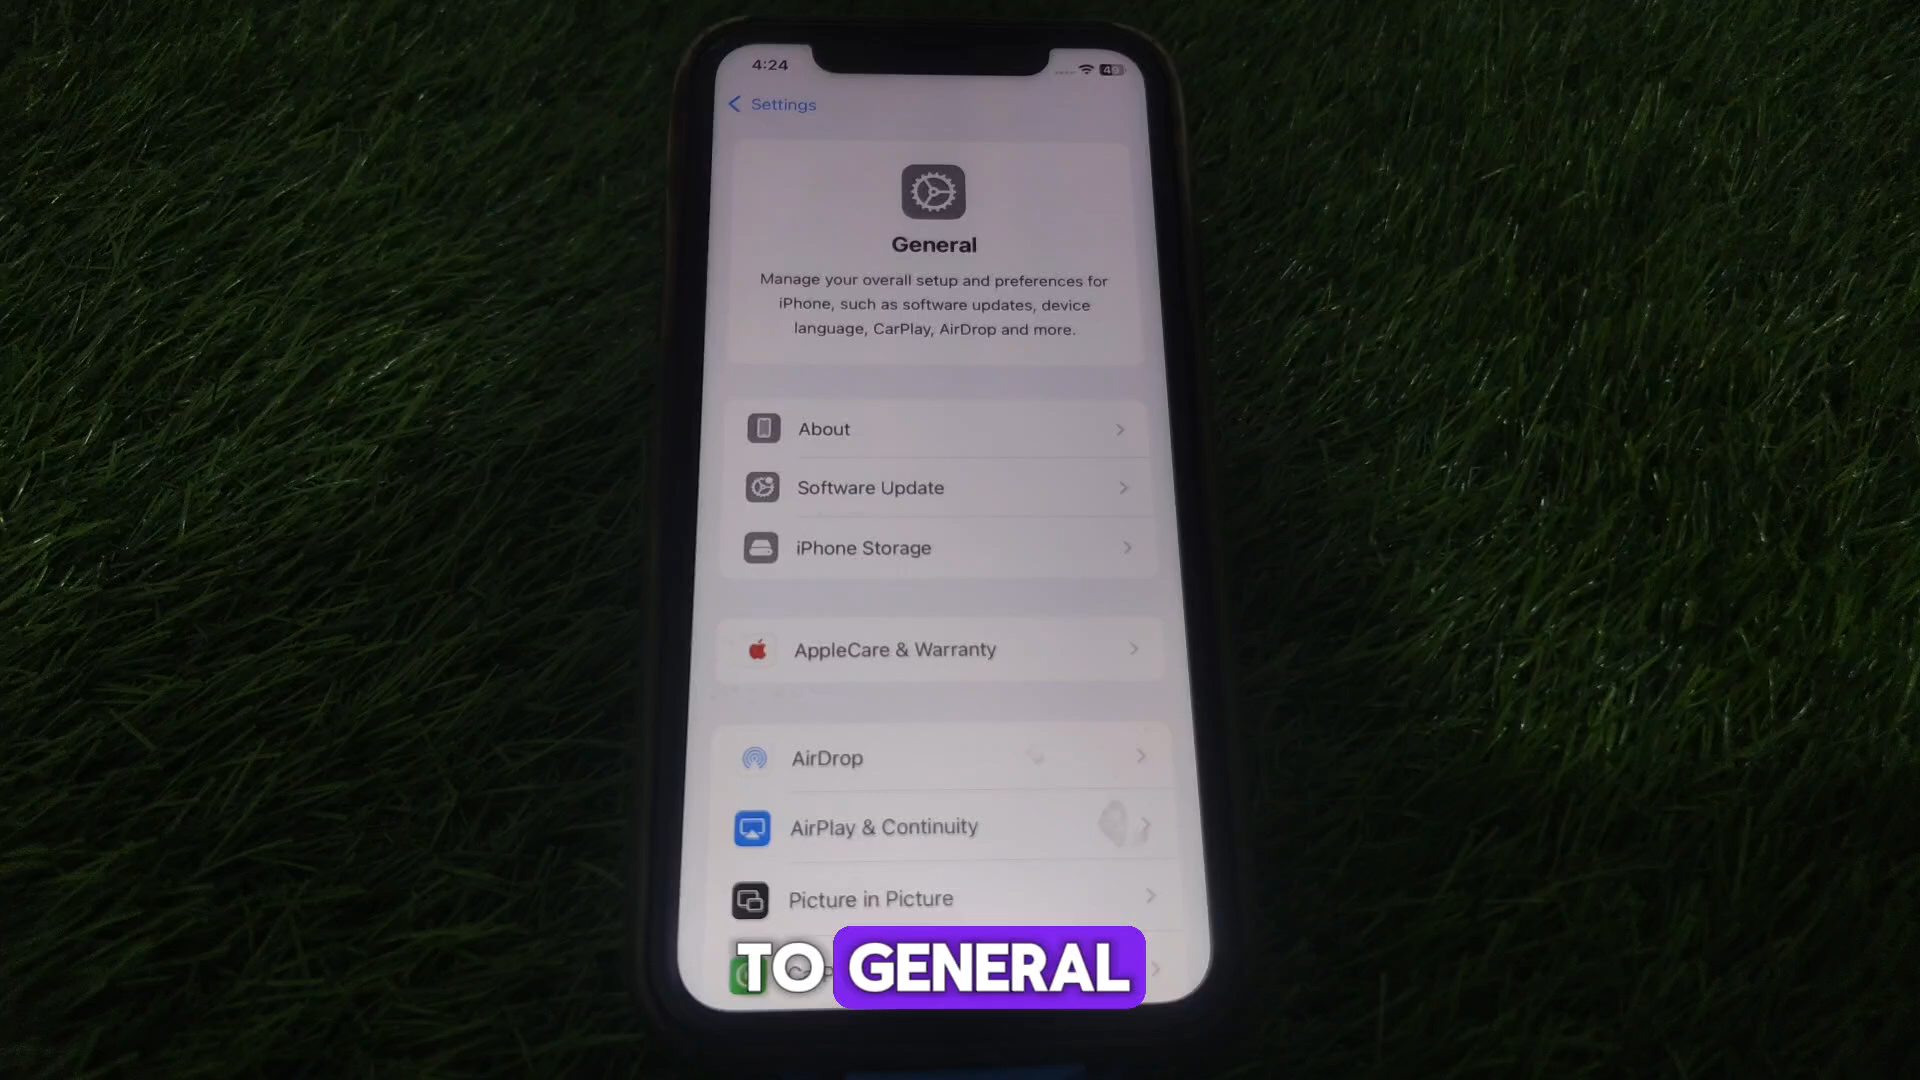 4:24
Settings
General
Manage your overall setup and preferences for
iPhone, such as software updates, device
language, CarPlay, AirDrop and more.
About
Software Update
iPhone Storage
AppleCare & Warranty
AirDrop
AirPlay & Continuity
Picture in Picture
TO GENERAL